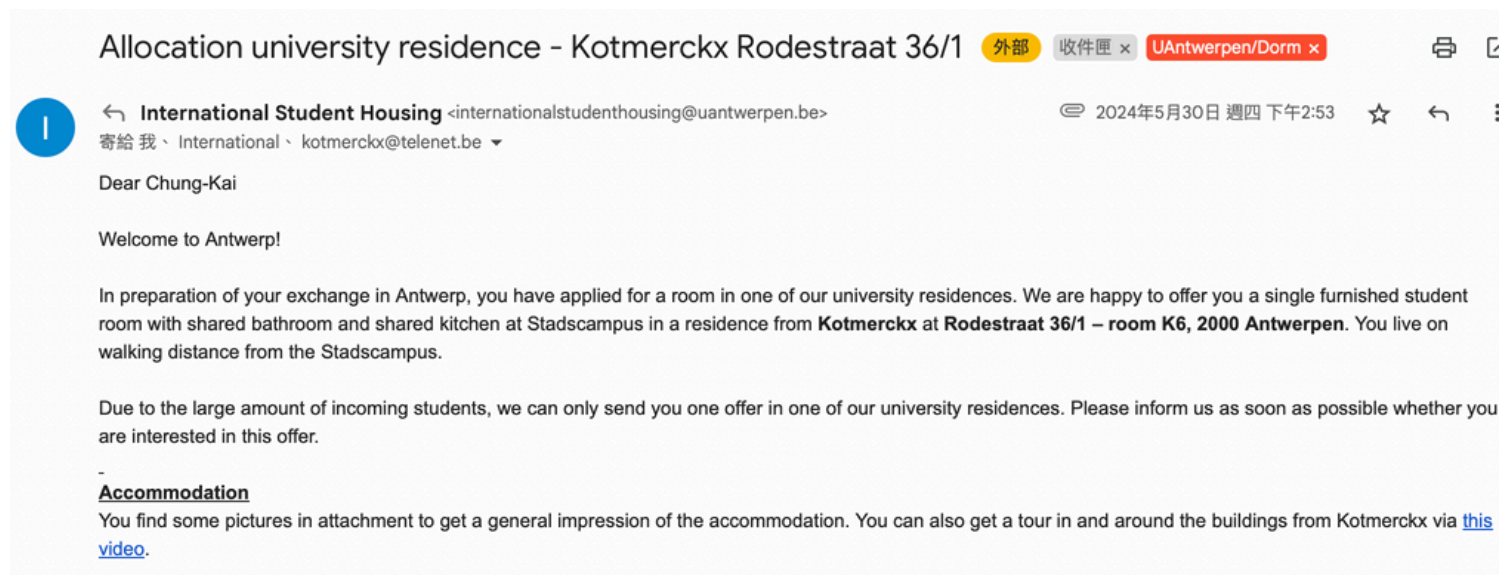 Allocation university residence - Kotmerckx Rodestraat 36/1 外部 收件匣 × UAntwerpen/Dorm ×
I
International Student Housing <internationalstudenthousing@uantwerpen.be> 2024年5月30日 週四 下午2:53
寄給 我、 International、 kotmerckx@telenet.be
Dear Chung-Kai
Welcome to Antwerp!
In preparation of your exchange in Antwerp, you have applied for a room in one of our university residences. We are happy to offer you a single furnished student
room with shared bathroom and shared kitchen at Stadscampus in a residence from Kotmerckx at Rodestraat 36/1 – room K6, 2000 Antwerpen. You live on
walking distance from the Stadscampus.
Due to the large amount of incoming students, we can only send you one offer in one of our university residences. Please inform us as soon as possible whether you
are interested in this offer.
-
Accommodation
You find some pictures in attachment to get a general impression of the accommodation. You can also get a tour in and around the buildings from Kotmerckx via this
video.